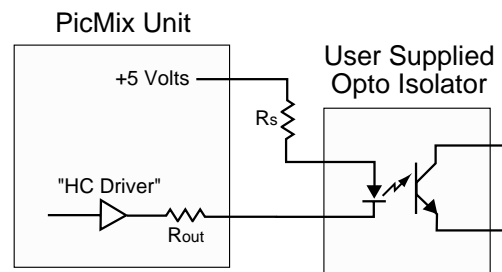 PicMix Unit
User Supplied
Opto Isolator
+5 Volts
Rs
"HC Driver"
Rout